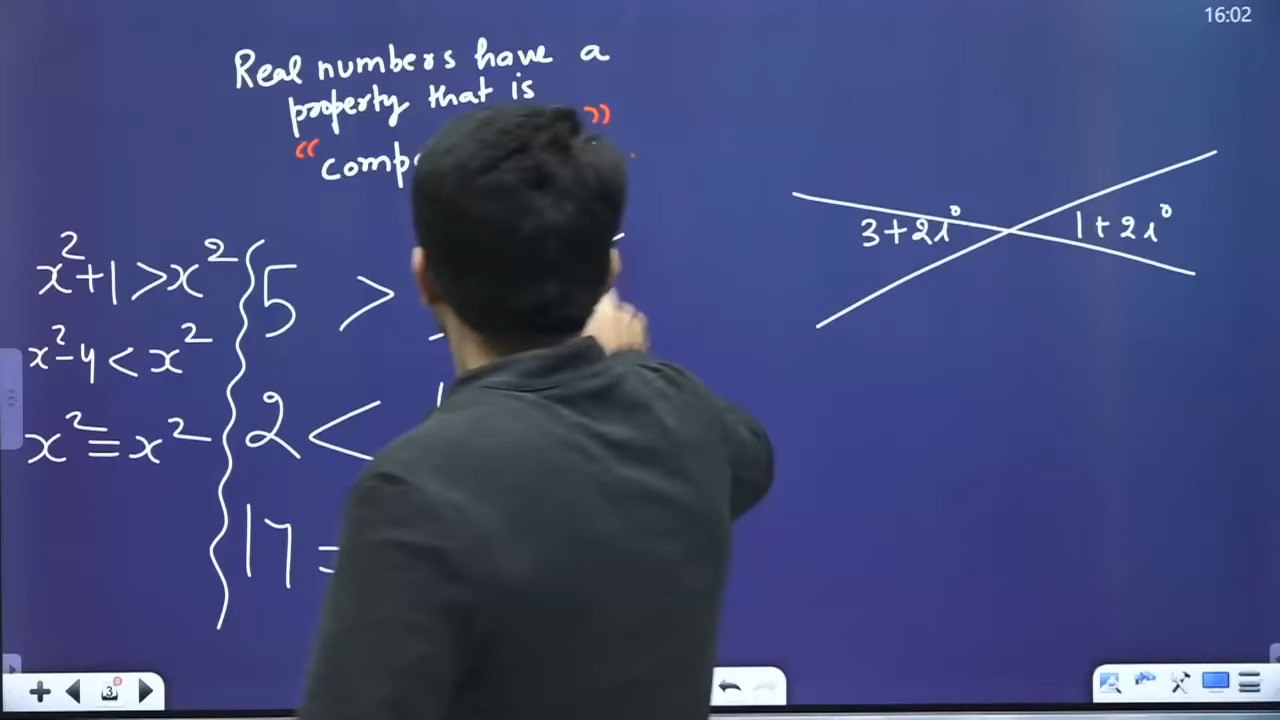 16:02
Real numbers have a
property that is
“ ”
x²+1>x² 5 >
x²-4<x² 2 <
x²=x² 17 =
3+2i 1+2i
3